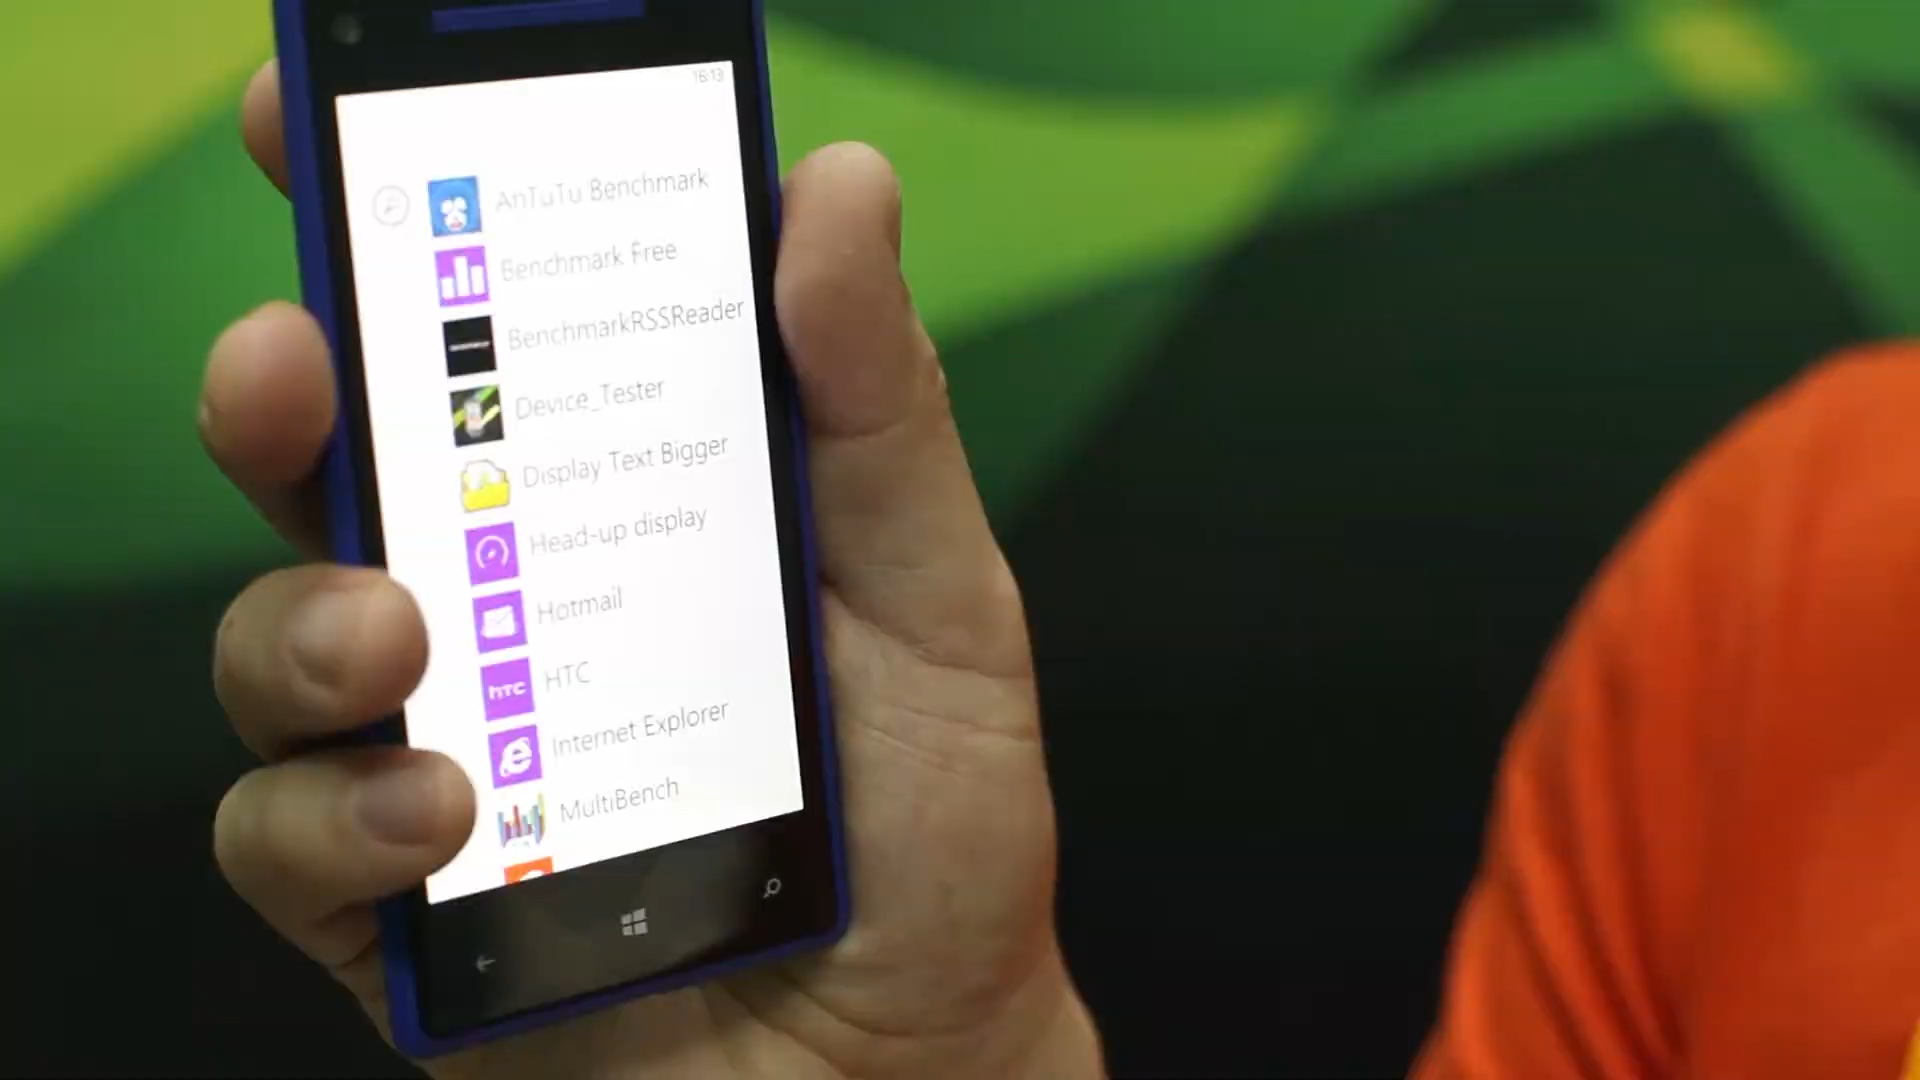 16:13
AnTuTu Benchmark
Benchmark Free
BenchmarkRSSReader
Device_Tester
Display Text Bigger
Head-up display
Hotmail
hTC HTC
Internet Explorer
MultiBench